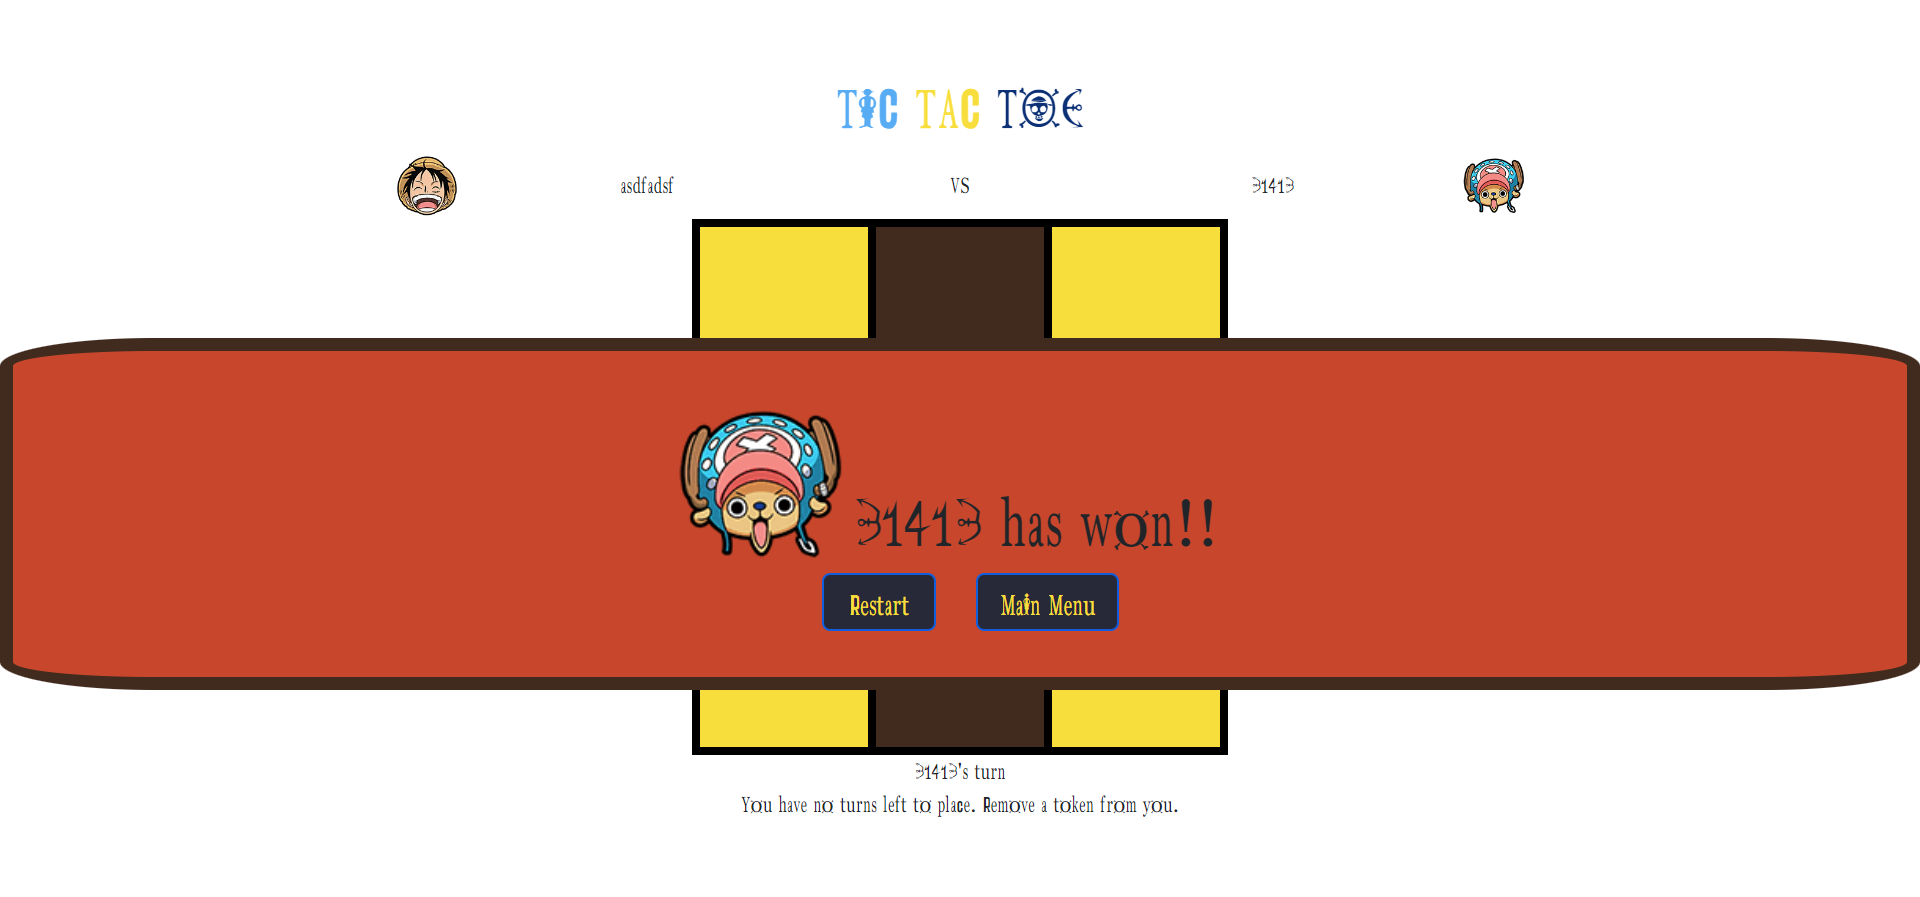 TIC TAC TOE
asdfadsf VS 31413
31413 has won!!
Restart Main Menu
31413's turn
You have no turns left to place. Remove a token from you.